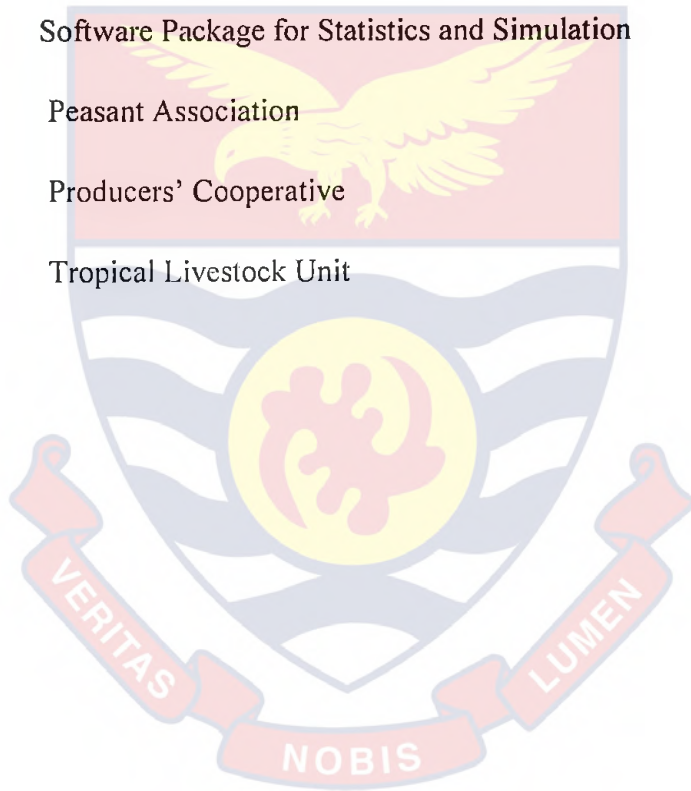 Software Package for Statistics and Simulation
Peasant Association
Producers' Cooperative
Tropical Livestock Unit
VERITAS
NOBIS
LUMEN